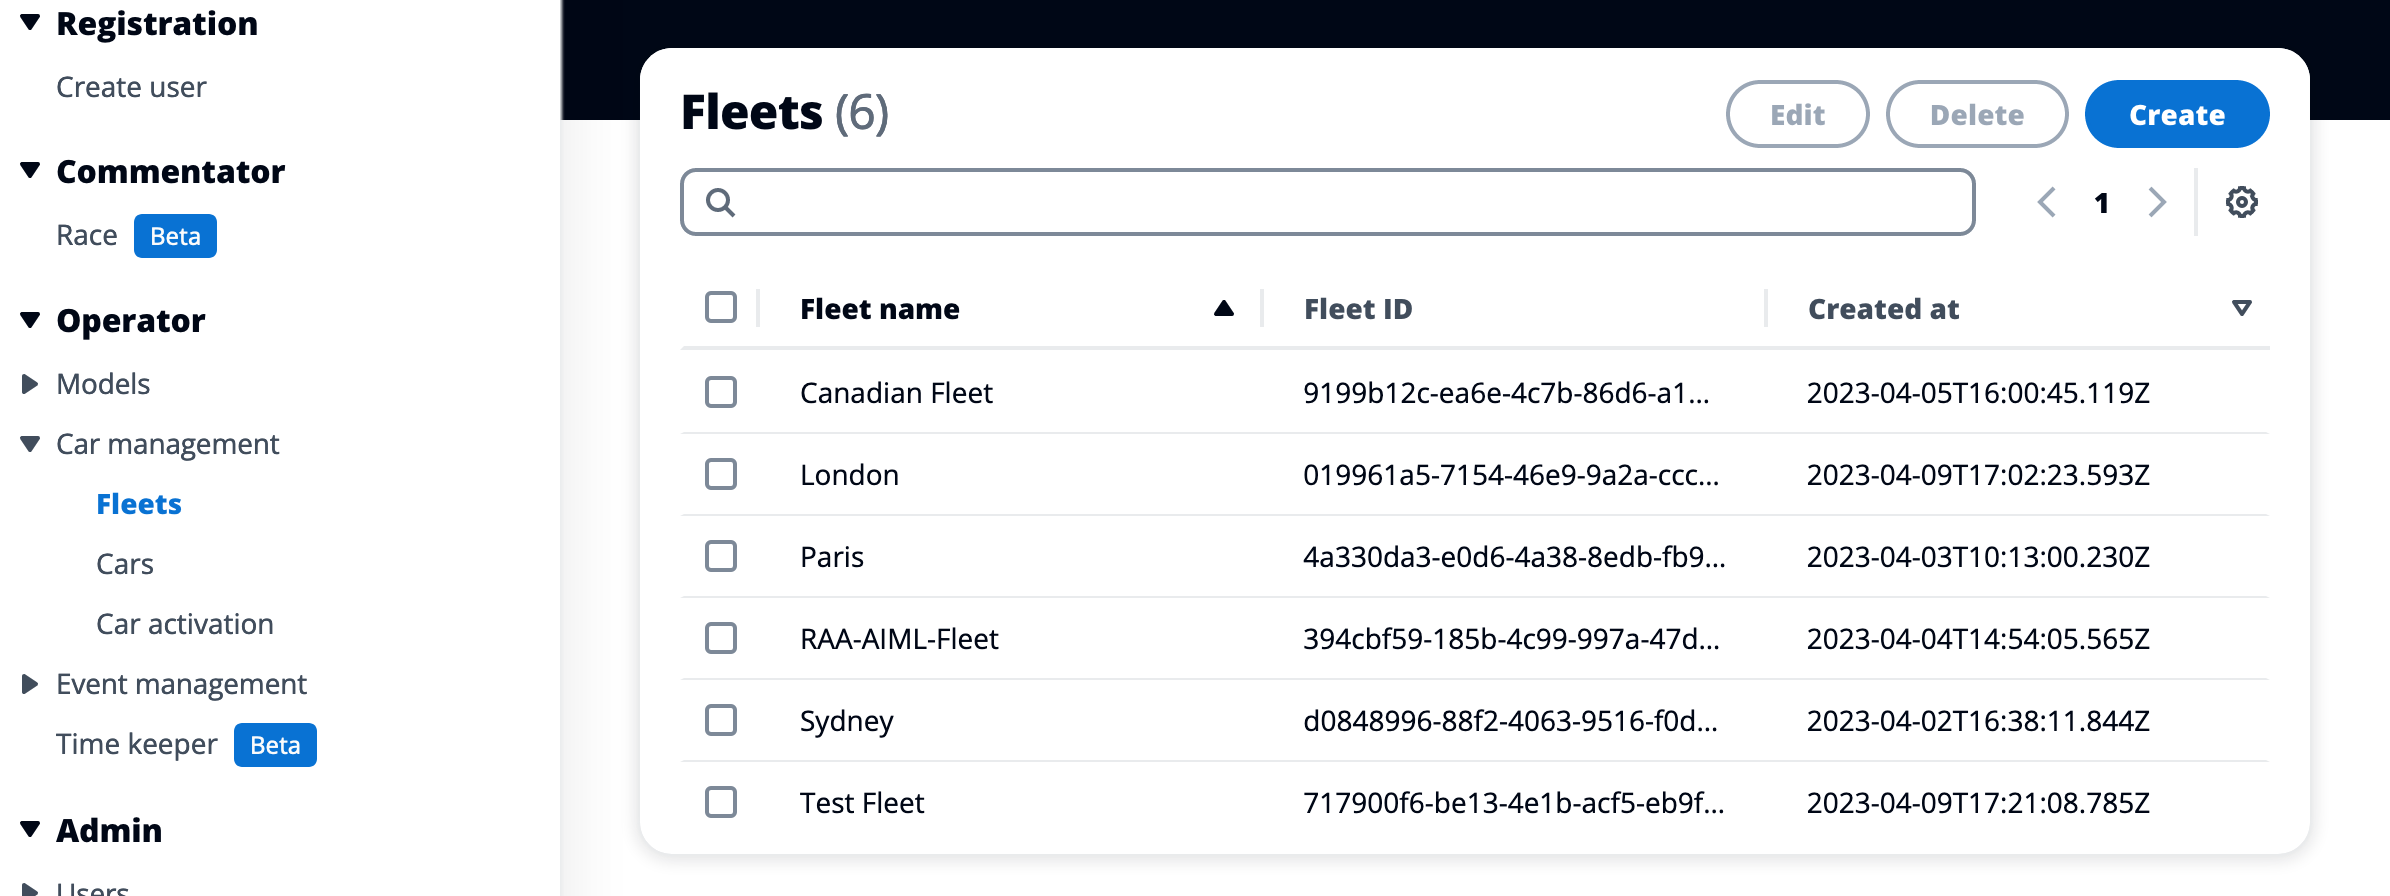 Registration
Create user
Commentator
Race Beta
Operator
Models
Car management
Fleets
Cars
Car activation
Event management
Time keeper Beta
Admin
Users
Fleets (6)
Edit Delete Create
1
Fleet name Fleet ID Created at
Canadian Fleet 9199b12c-ea6e-4c7b-86d6-a1... 2023-04-05T16:00:45.119Z
London 019961a5-7154-46e9-9a2a-ccc... 2023-04-09T17:02:23.593Z
Paris 4a330da3-e0d6-4a38-8edb-fb9... 2023-04-03T10:13:00.230Z
RAA-AIML-Fleet 394cbf59-185b-4c99-997a-47d... 2023-04-04T14:54:05.565Z
Sydney d0848996-88f2-4063-9516-f0d... 2023-04-02T16:38:11.844Z
Test Fleet 717900f6-be13-4e1b-acf5-eb9f... 2023-04-09T17:21:08.785Z